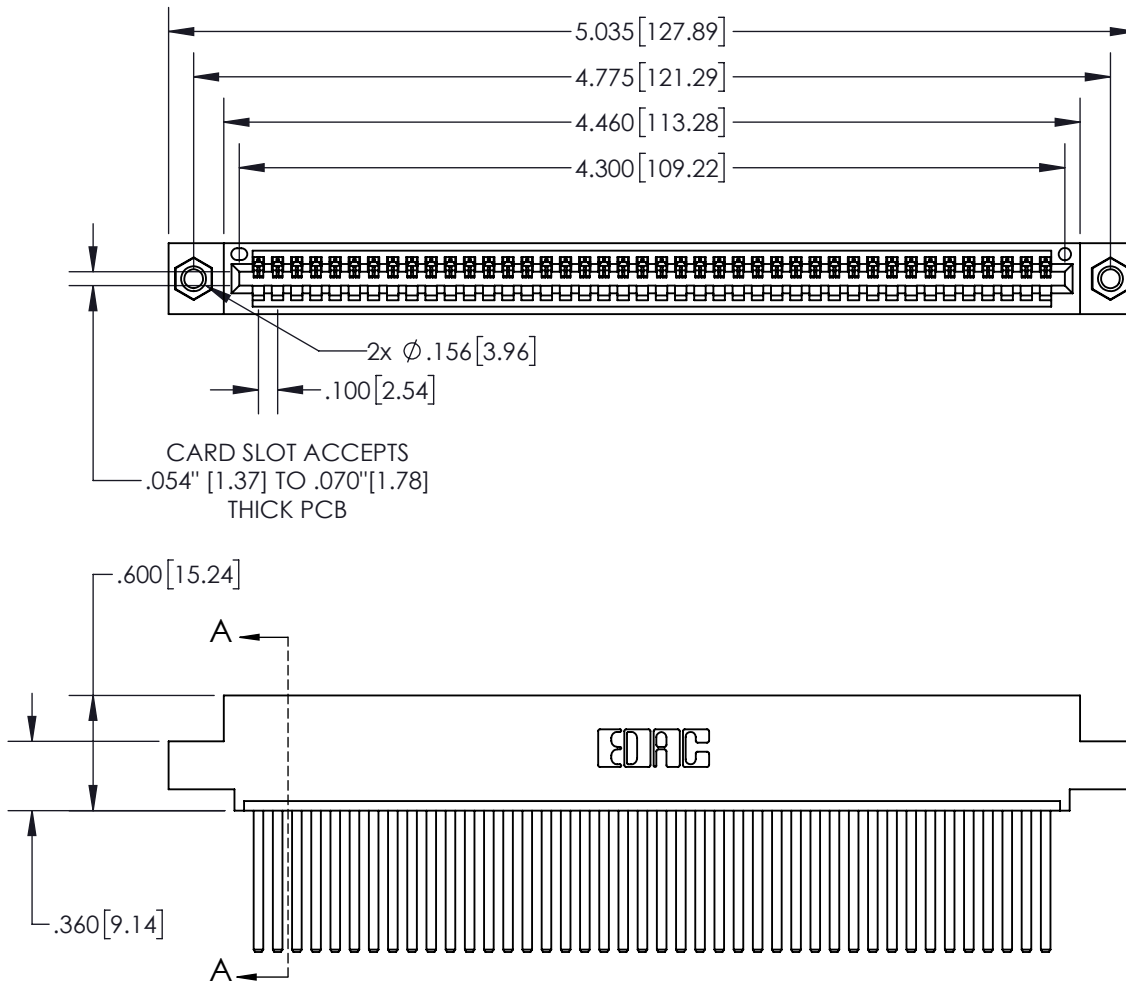 5.035[127.89]
4.775[121.29]
4.460[113.28]
4.300[109.22]
2x Ø .156[3.96]
.100[2.54]
CARD SLOT ACCEPTS
.054" [1.37] TO .070"[1.78]
THICK PCB
.600[15.24]
A
EDAC
.360[9.14]
A